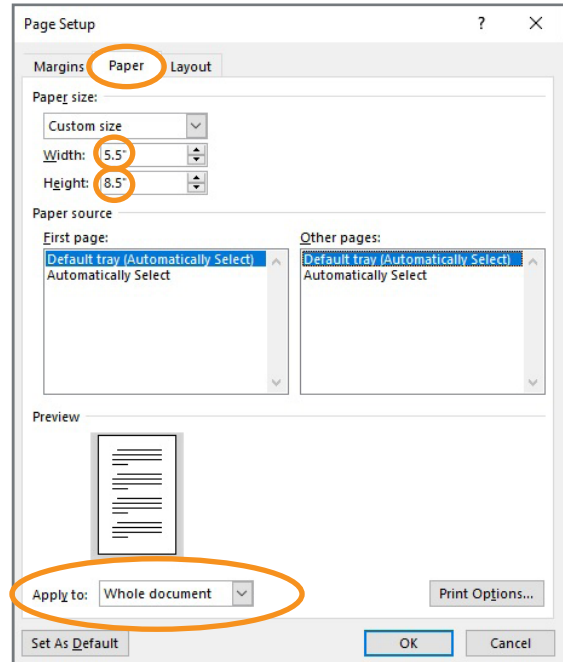 Page Setup ? ×
Margins Paper Layout
Paper size:
Custom size
Width: 5.5"
Height: 8.5"
Paper source
First page: Other pages:
Default tray (Automatically Select) Default tray (Automatically Select)
Automatically Select Automatically Select
Preview
Apply to: Whole document Print Options...
Set As Default OK Cancel